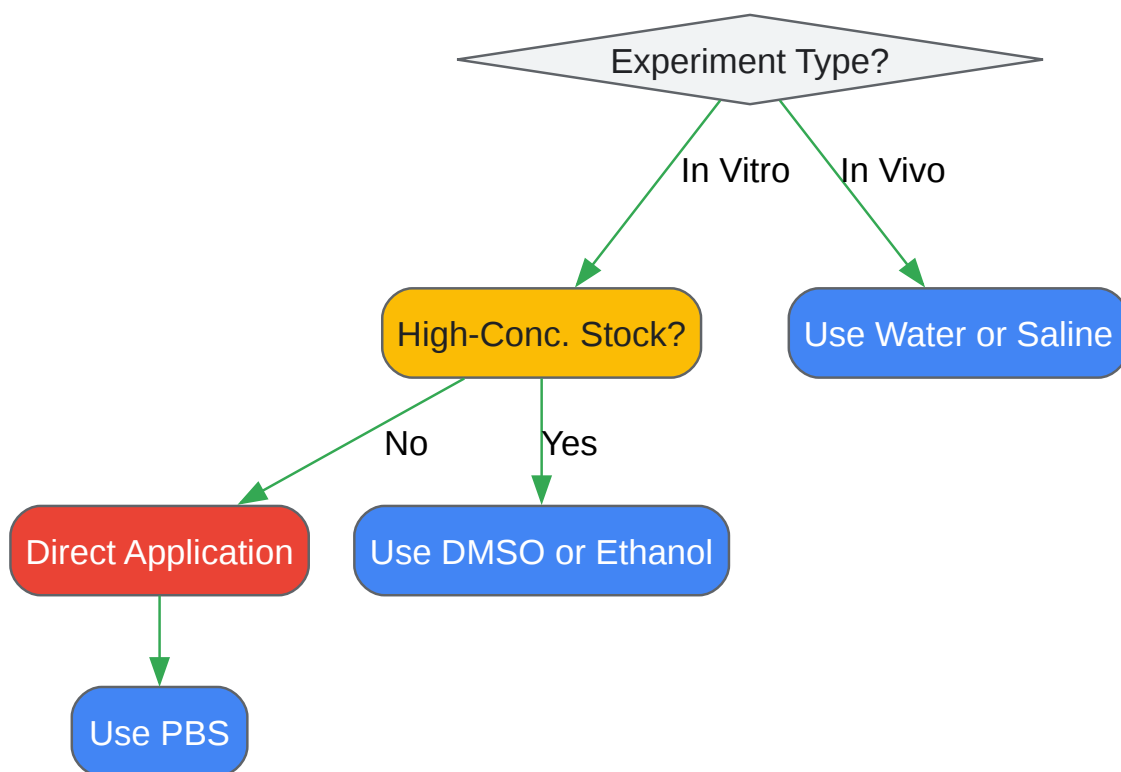 Experiment Type?
In Vitro
In Vivo
High-Conc. Stock?
Use Water or Saline
No
Yes
Direct Application
Use DMSO or Ethanol
Use PBS